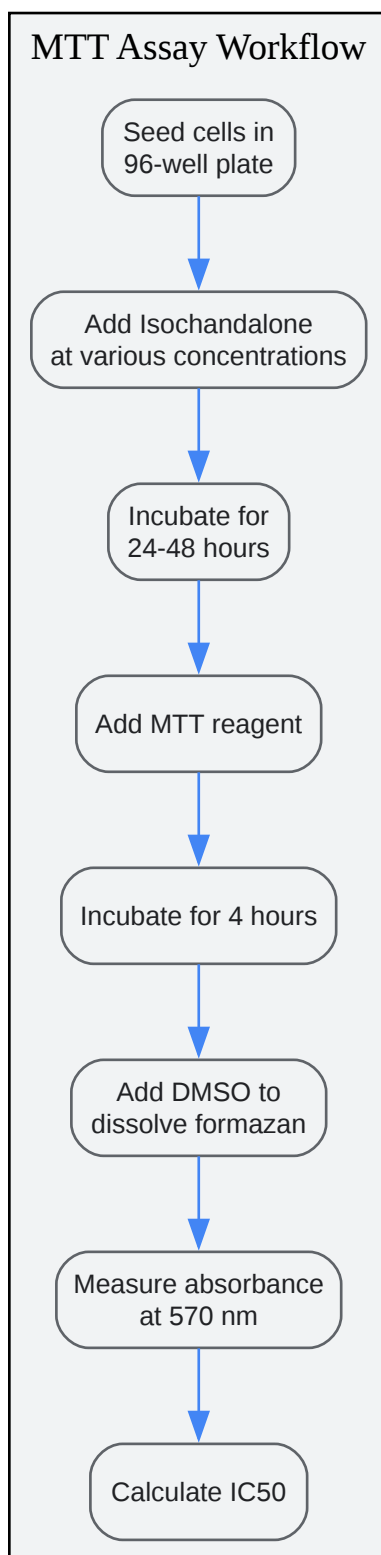 MTT Assay Workflow
Seed cells in
96-well plate
Add Isochandalone
at various concentrations
Incubate for
24-48 hours
Add MTT reagent
Incubate for 4 hours
Add DMSO to
dissolve formazan
Measure absorbance
at 570 nm
Calculate IC50